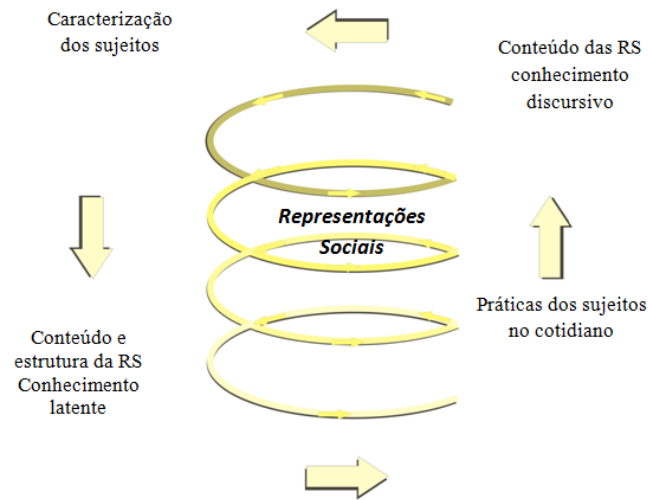 Caracterização
dos sujeitos
Conteúdo das RS
conhecimento
discursivo
Representações
Sociais
Práticas dos sujeitos
no cotidiano
Conteúdo e
estrutura da RS
Conhecimento
latente